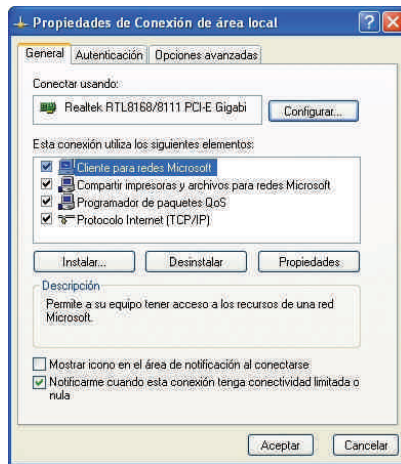 Propiedades de Conexión de área local
General Autenticación Opciones avanzadas
Conectar usando:
Realtek RTL8168/8111 PCI-E Gigabi Configurar...
Esta conexión utiliza los siguientes elementos:
Cliente para redes Microsoft
Compartir impresoras y archivos para redes Microsoft
Programador de paquetes QoS
Protocolo Internet (TCP/IP)
Instalar... Desinstalar Propiedades
Descripción
Permite a su equipo tener acceso a los recursos de una red
Microsoft.
Mostrar icono en el área de notificación al conectarse
Notificarme cuando esta conexión tenga conectividad limitada o
nula
Aceptar Cancelar